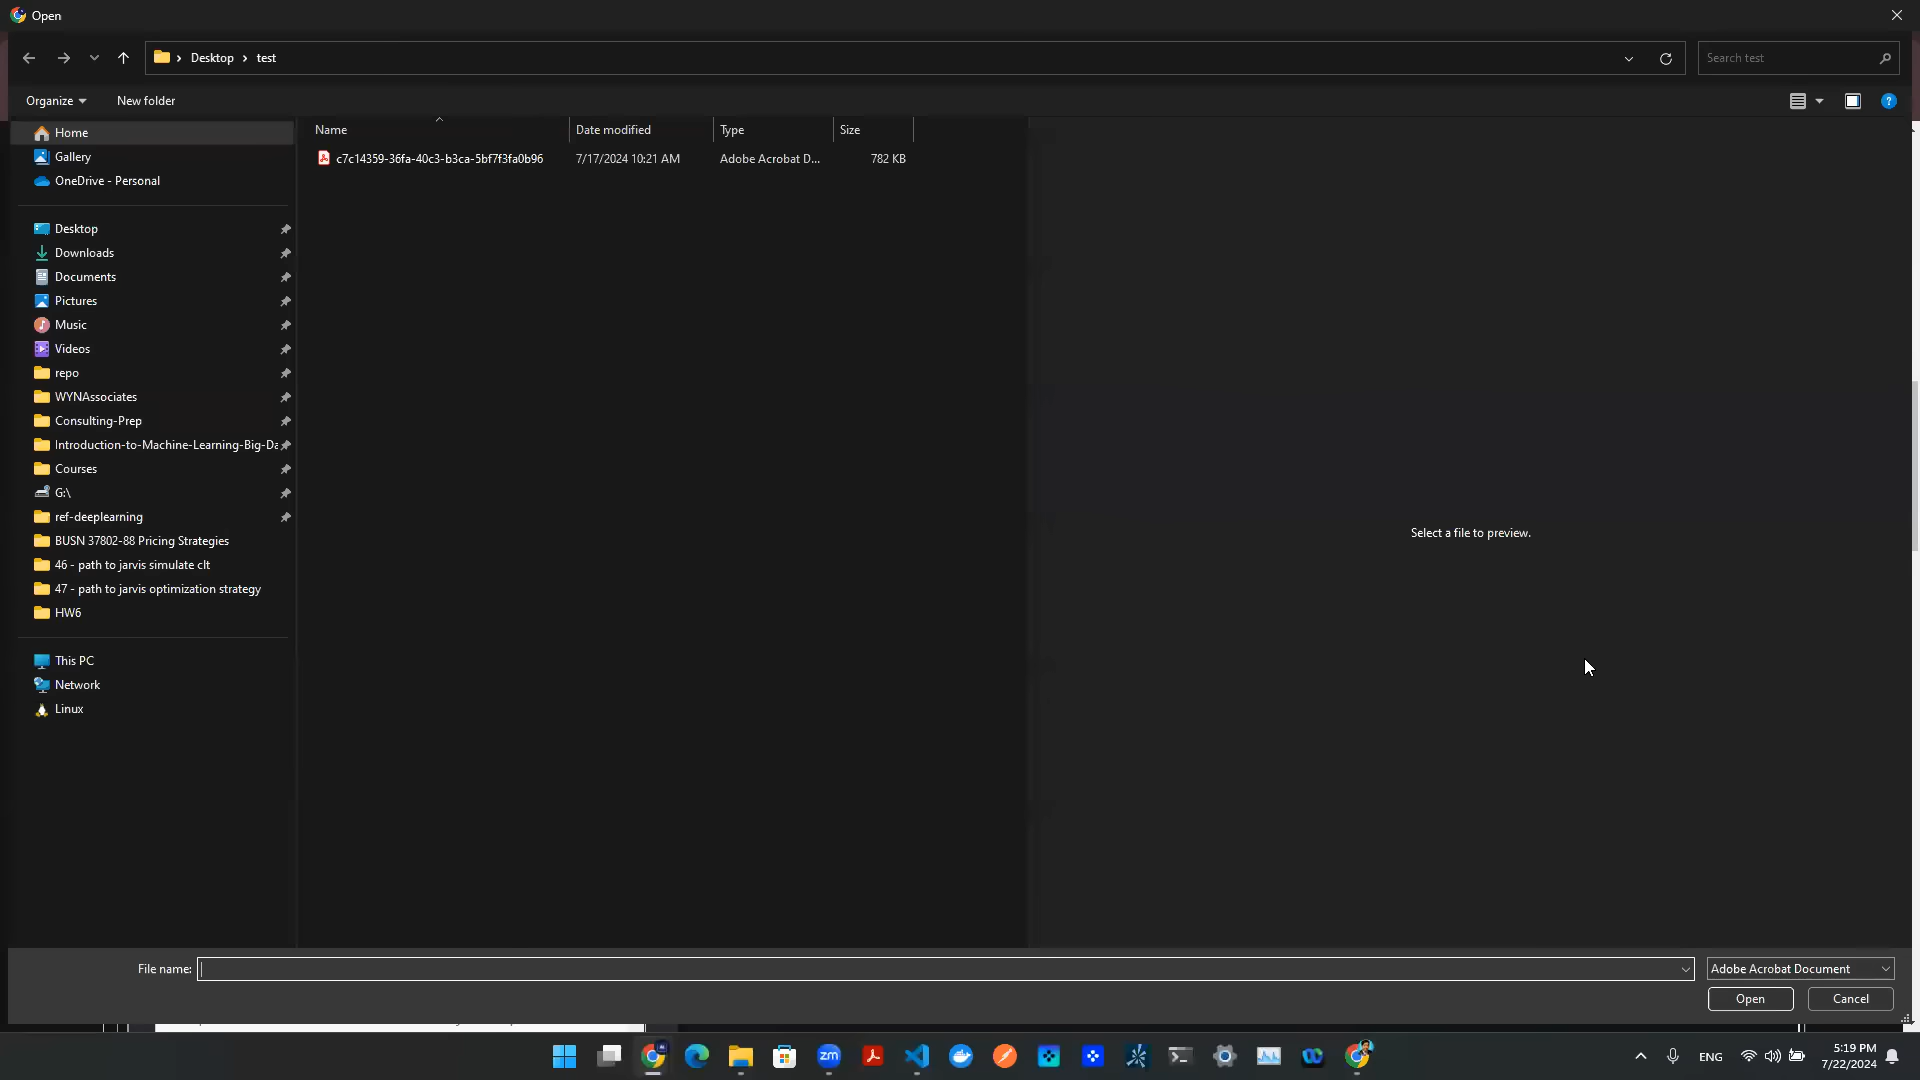 Open
Desktop
test
Search test
Organize
New folder
Home
Gallery
OneDrive - Personal
Desktop
Downloads
Documents
Pictures
Music
Videos
repo
WYNAssociates
Consulting-Prep
Introduction-to-Machine-Learning-Big-Da
Courses
G:\
ref-deeplearning
BUSN 37802-88 Pricing Strategies
46 - path to jarvis simulate clt
47 - path to jarvis optimization strategy
HW6
This PC
Network
Linux
Name Date modified Type Size
c7c14359-36fa-40c3-b3ca-5bf7f3fa0b96 7/17/2024 10:21 AM Adobe Acrobat D... 782 KB
Select a file to preview.
File name:
Adobe Acrobat Document
Open Cancel
zm
ENG
5:19 PM
7/22/2024